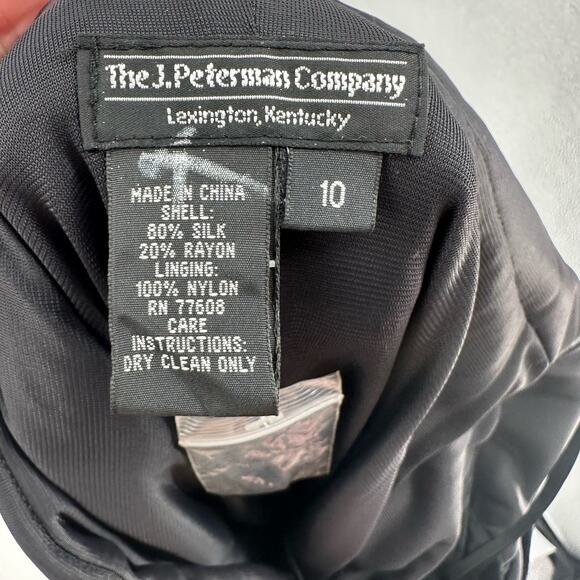 The J. Peterman Company
Lexington, Kentucky
10
MADE IN CHINA
SHELL:
80% SILK
20% RAYON
LINGING:
100% NYLON
RN 77608
CARE
INSTRUCTIONS:
DRY CLEAN ONLY